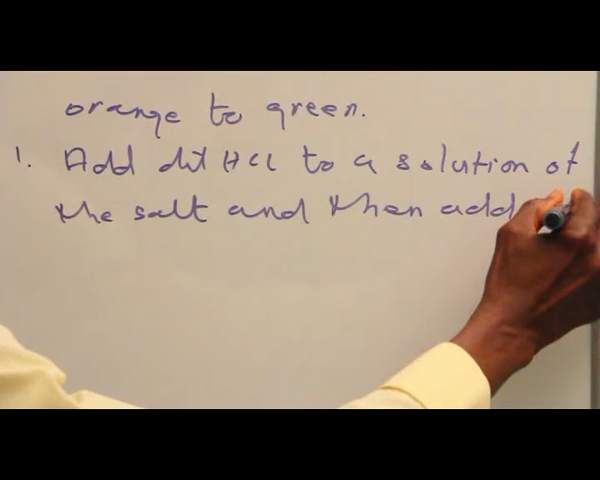 orange to green.
1. Add dil HCl to a solution of
the salt and then add